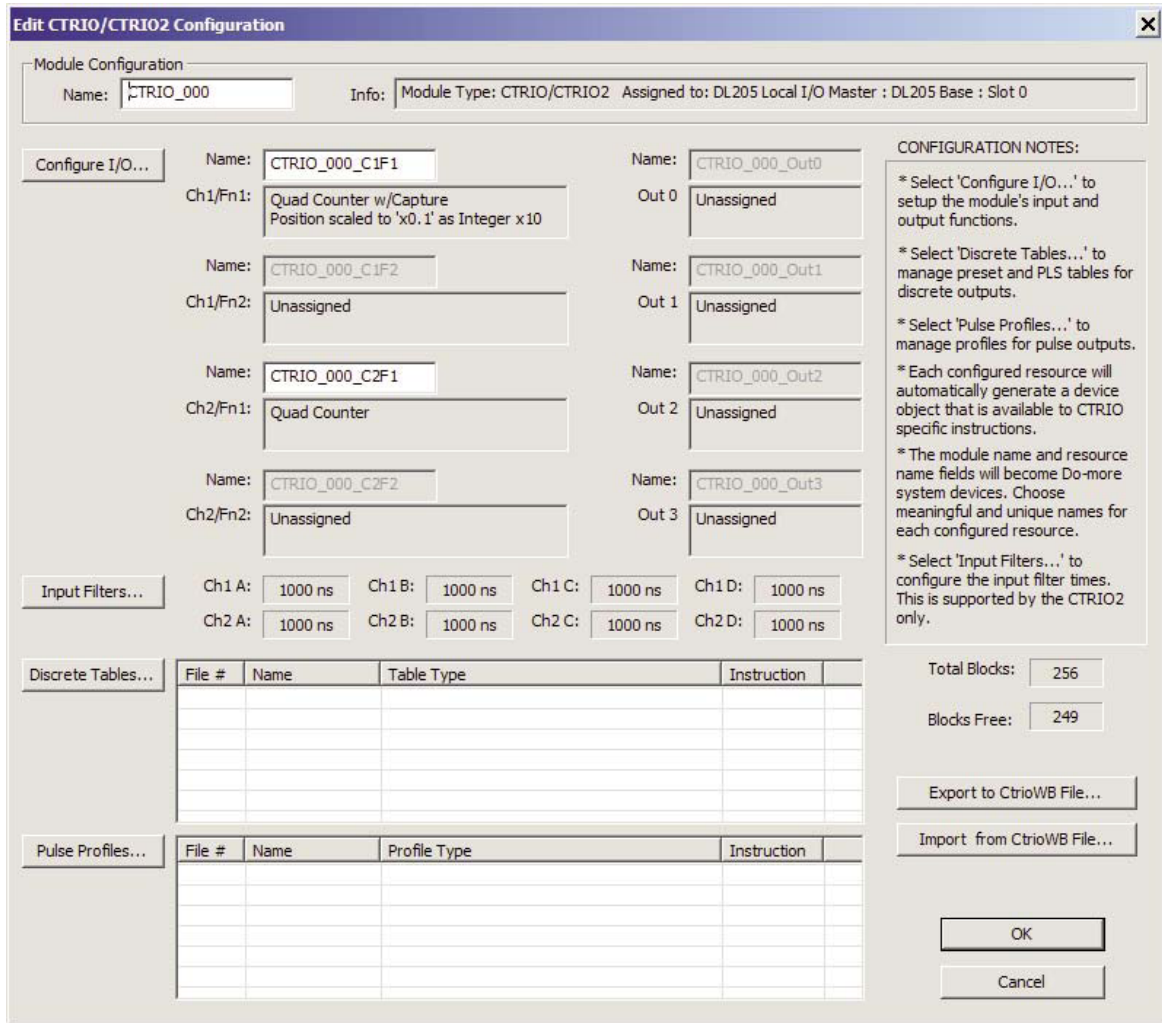 Edit CTRIO/CTRIO2 Configuration
Module Configuration
Name: CTRIO_000
Info: Module Type: CTRIO/CTRIO2 Assigned to: DL205 Local I/O Master : DL205 Base : Slot 0
Configure I/O...
Name: CTRIO_000_C1F1
Ch1/Fn1: Quad Counter w/Capture
Position scaled to 'x0.1' as Integer x10
Name: CTRIO_000_Out0
Out 0 Unassigned
Name: CTRIO_000_C1F2
Ch1/Fn2: Unassigned
Name: CTRIO_000_Out1
Out 1 Unassigned
Name: CTRIO_000_C2F1
Ch2/Fn1: Quad Counter
Name: CTRIO_000_Out2
Out 2 Unassigned
Name: CTRIO_000_C2F2
Ch2/Fn2: Unassigned
Name: CTRIO_000_Out3
Out 3 Unassigned
CONFIGURATION NOTES:
* Select 'Configure I/O...' to
setup the module's input and
output functions.
* Select 'Discrete Tables...' to
manage preset and PLS tables for
discrete outputs.
* Select 'Pulse Profiles...' to
manage profiles for pulse outputs.
* Each configured resource will
automatically generate a device
object that is available to CTRIO
specific instructions.
* The module name and resource
name fields will become Do-more
system devices. Choose
meaningful and unique names for
each configured resource.
* Select 'Input Filters...' to
configure the input filter times.
This is supported by the CTRIO2
only.
Input Filters...
Ch1 A: 1000 ns Ch1 B: 1000 ns Ch1 C: 1000 ns Ch1 D: 1000 ns
Ch2 A: 1000 ns Ch2 B: 1000 ns Ch2 C: 1000 ns Ch2 D: 1000 ns
Discrete Tables...
File # Name Table Type Instruction
Total Blocks: 256
Blocks Free: 249
Export to CtrioWB File...
Import from CtrioWB File...
Pulse Profiles...
File # Name Profile Type Instruction
OK
Cancel